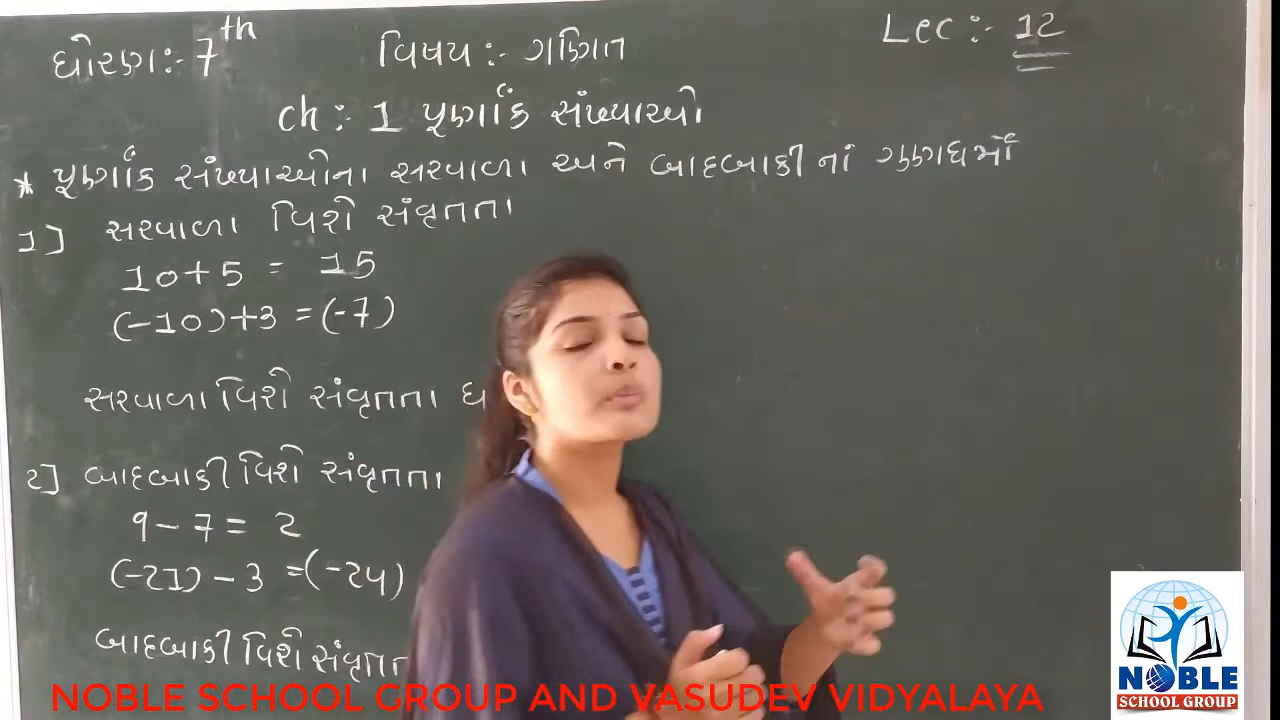 ધોરણ:- 7th વિષય:- ગણિત Lec:- 12
ch: 1 પૂર્ણાંક સંખ્યાઓ
* પૂર્ણાંક સંખ્યાઓના સરવાળા અને બાદબાકીનાં ગુણધર્મો
1] સરવાળા વિશે સંવૃતતા
10+5 = 15
(-10)+3 =(-7)
સરવાળા વિશે સંવૃતતા
2] બાદબાકી વિશે સંવૃતતા
9-7= 2
(-21)-3 =(-24)
બાદબાકી વિશે
NOBLE SCHOOL GROUP AND VASUDEV VIDYALAYA
NOBLE
SCHOOL GROUP